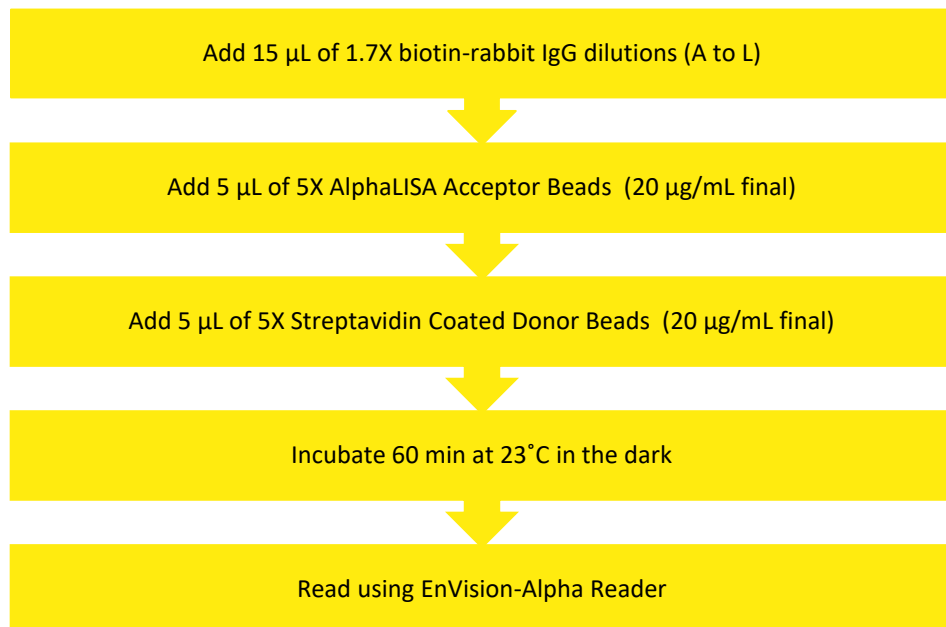 Add 15 µL of 1.7X biotin-rabbit IgG dilutions (A to L)
Add 5 µL of 5X AlphaLISA Acceptor Beads  (20 µg/mL final)
Add 5 µL of 5X Streptavidin Coated Donor Beads  (20 µg/mL final)
Incubate 60 min at 23˚C in the dark
Read using EnVision-Alpha Reader